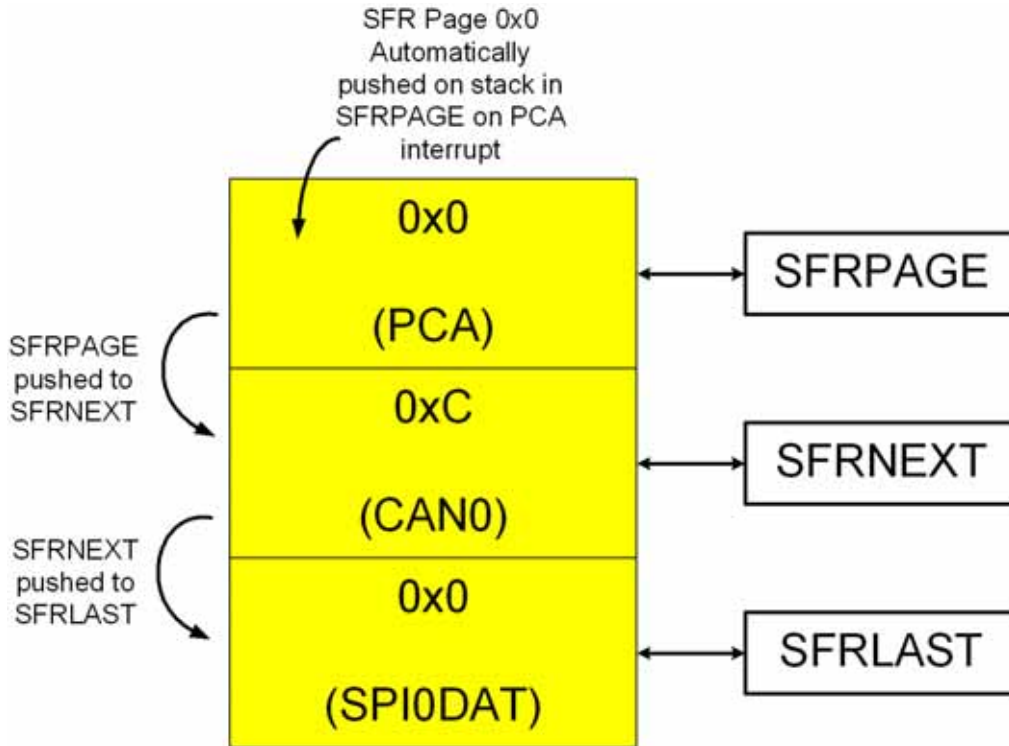 SFR Page 0x0
Automatically
pushed on stack in
SFRPAGE on PCA
interrupt
0x0
(PCA)
SFRPAGE
SFRPAGE
pushed to
SFRNEXT
0xC
(CAN0)
SFRNEXT
SFRNEXT
pushed to
SFRLAST
0x0
(SPI0DAT)
SFRLAST